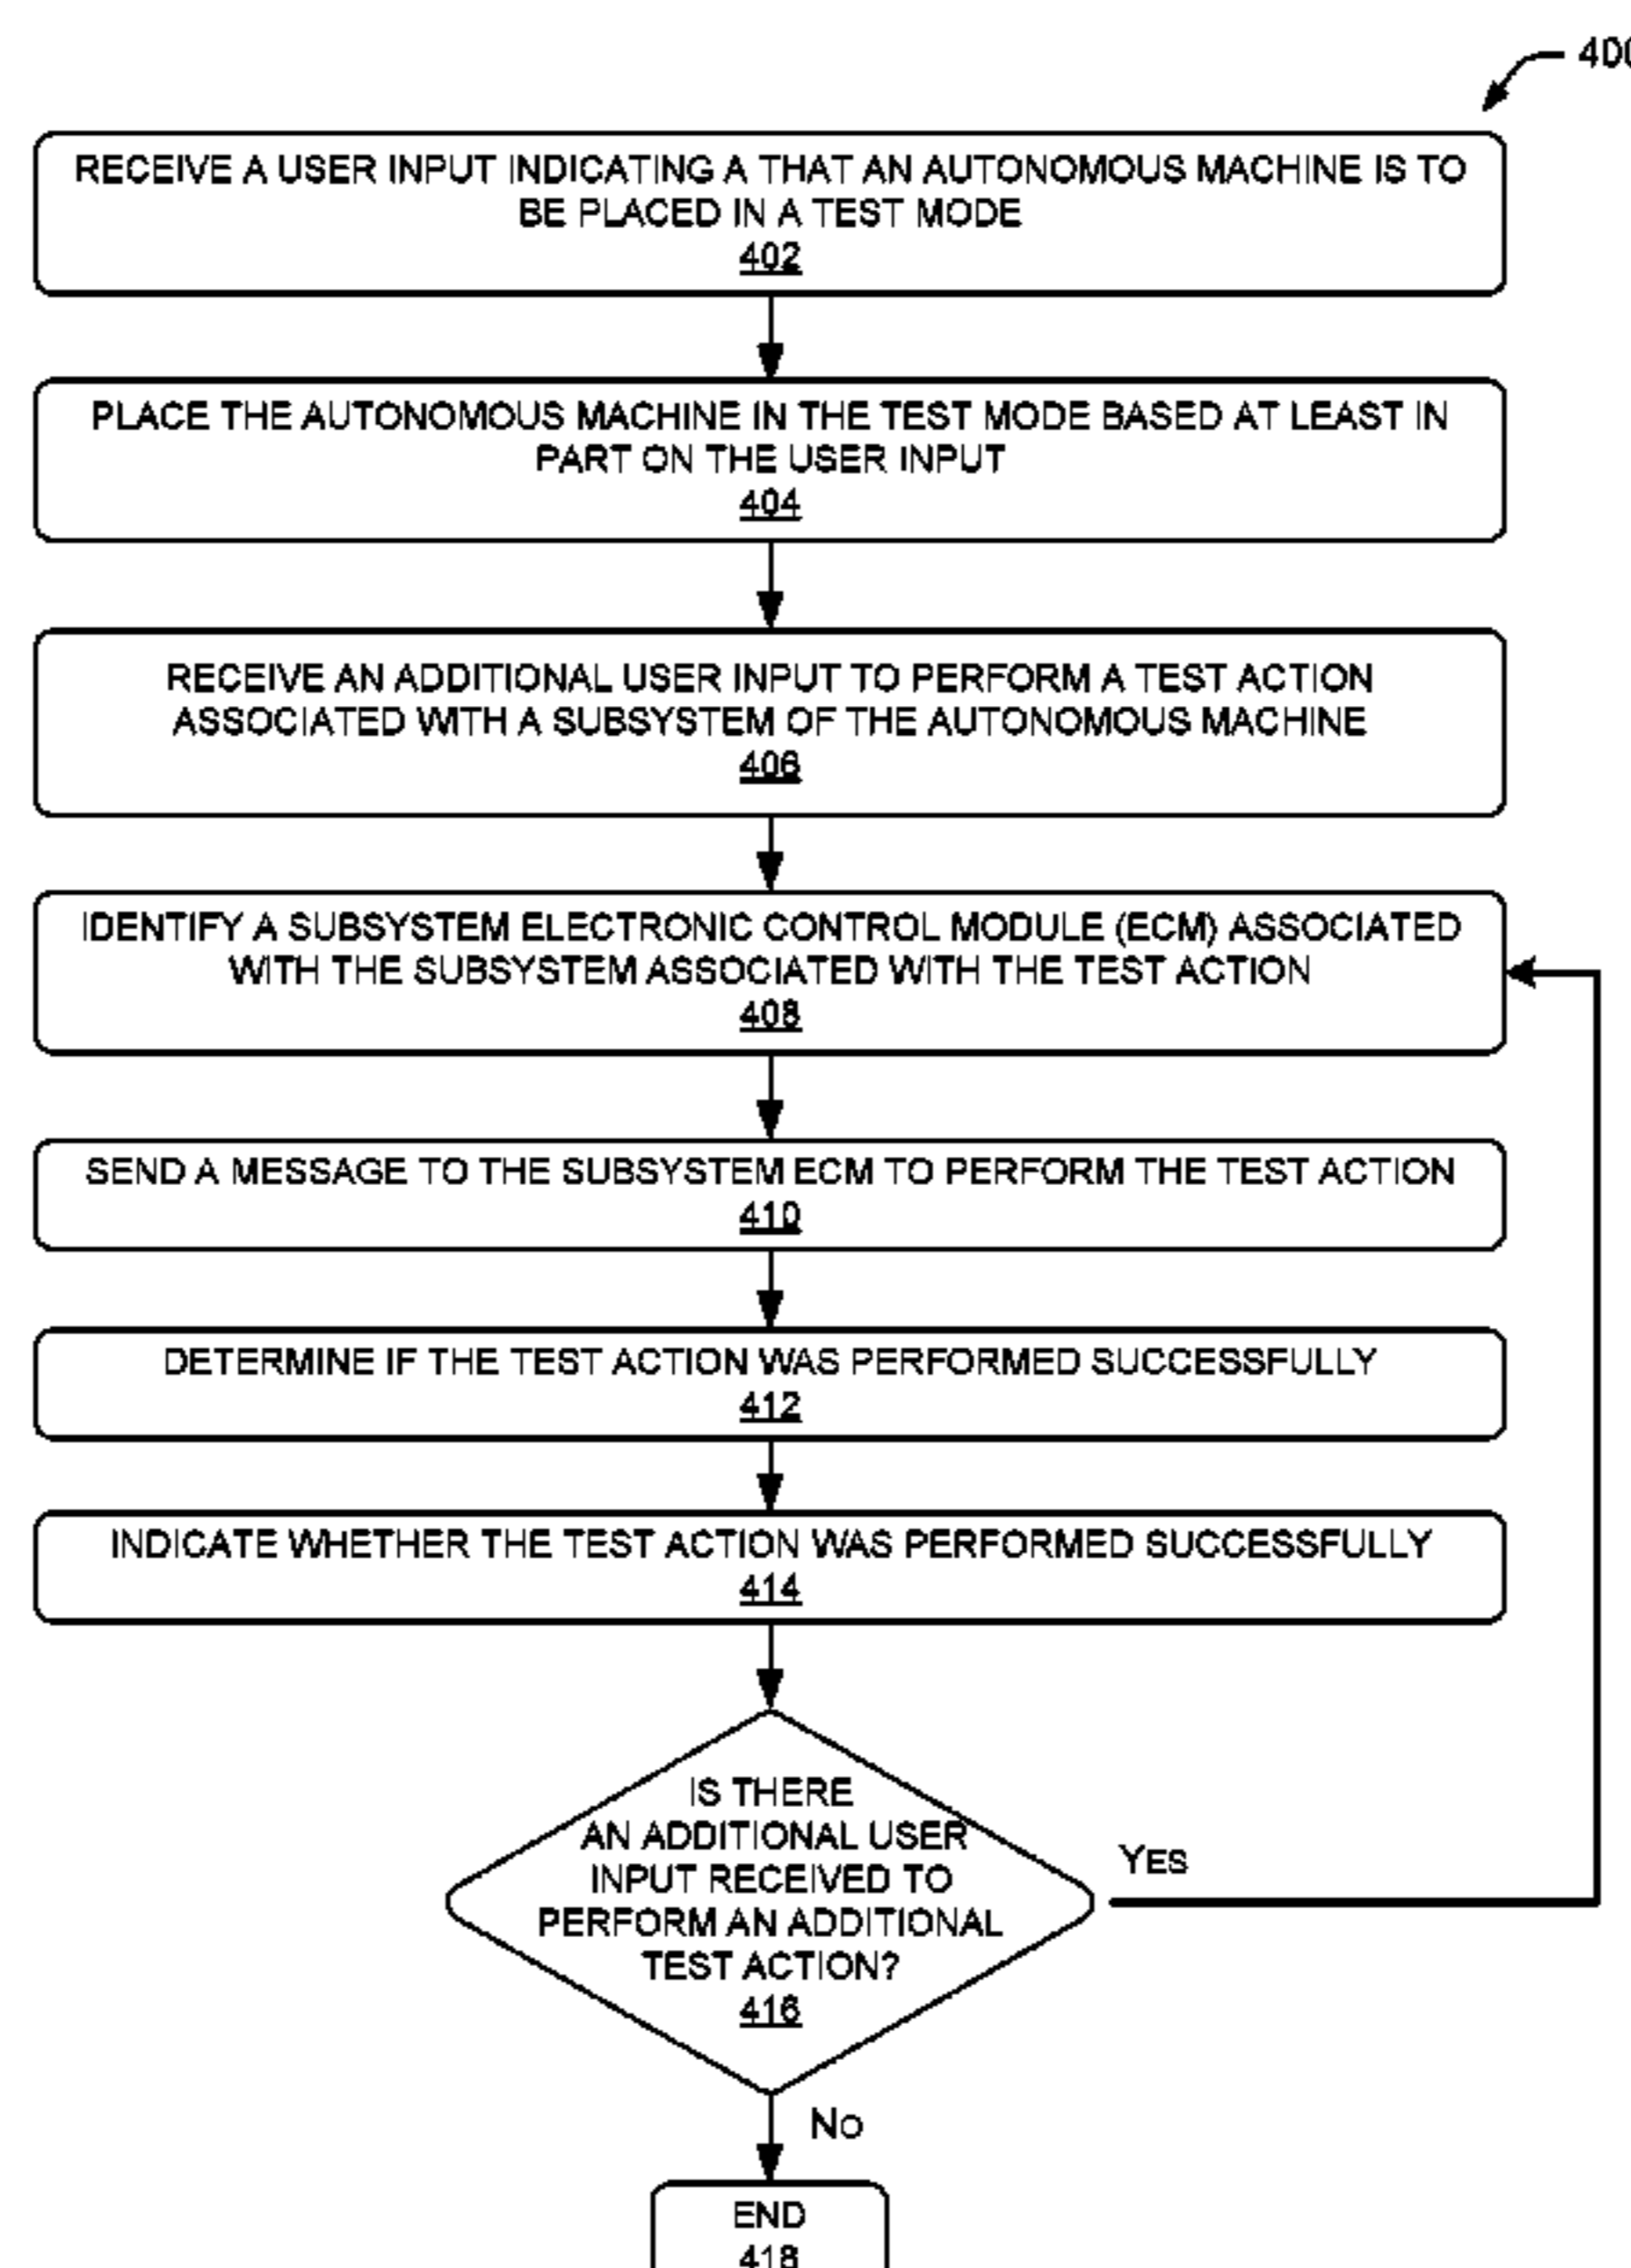 400
RECEIVE A USER INPUT INDICATING A THAT AN AUTONOMOUS MACHINE IS TO
BE PLACED IN A TEST MODE
402
PLACE THE AUTONOMOUS MACHINE IN THE TEST MODE BASED AT LEAST IN
PART ON THE USER INPUT
404
RECEIVE AN ADDITIONAL USER INPUT TO PERFORM A TEST ACTION
ASSOCIATED WITH A SUBSYSTEM OF THE AUTONOMOUS MACHINE
406
IDENTIFY A SUBSYSTEM ELECTRONIC CONTROL MODULE (ECM) ASSOCIATED
WITH THE SUBSYSTEM ASSOCIATED WITH THE TEST ACTION
408
SEND A MESSAGE TO THE SUBSYSTEM ECM TO PERFORM THE TEST ACTION
410
DETERMINE IF THE TEST ACTION WAS PERFORMED SUCCESSFULLY
412
INDICATE WHETHER THE TEST ACTION WAS PERFORMED SUCCESSFULLY
414
IS THERE
AN ADDITIONAL USER
INPUT RECEIVED TO
PERFORM AN ADDITIONAL
TEST ACTION?
416
YES
NO
END
418